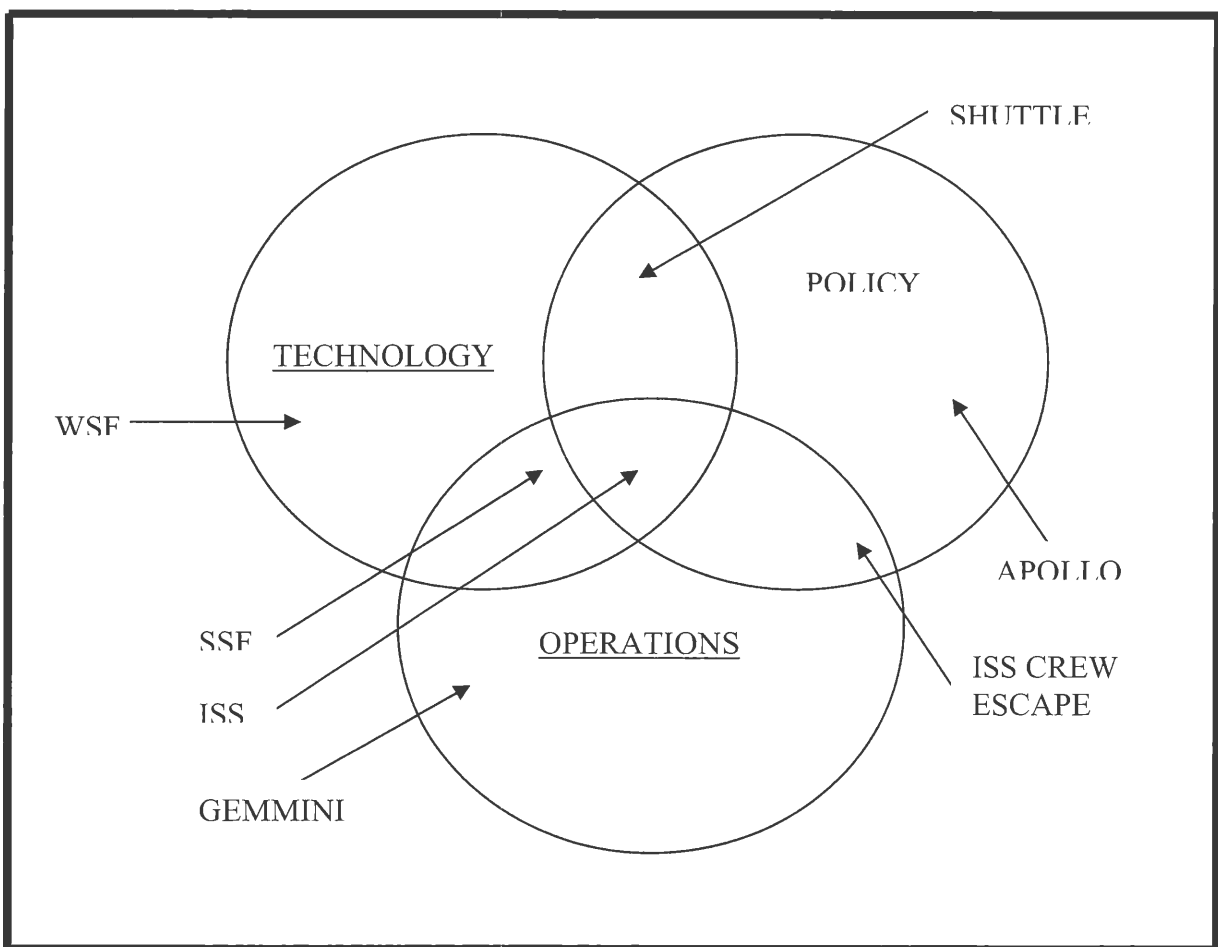 SHUTTLE
POLICY
TECHNOLOGY
WSF
APOLLO
SSF
OPERATIONS
ISS CREW
ESCAPE
ISS
GEMMINI